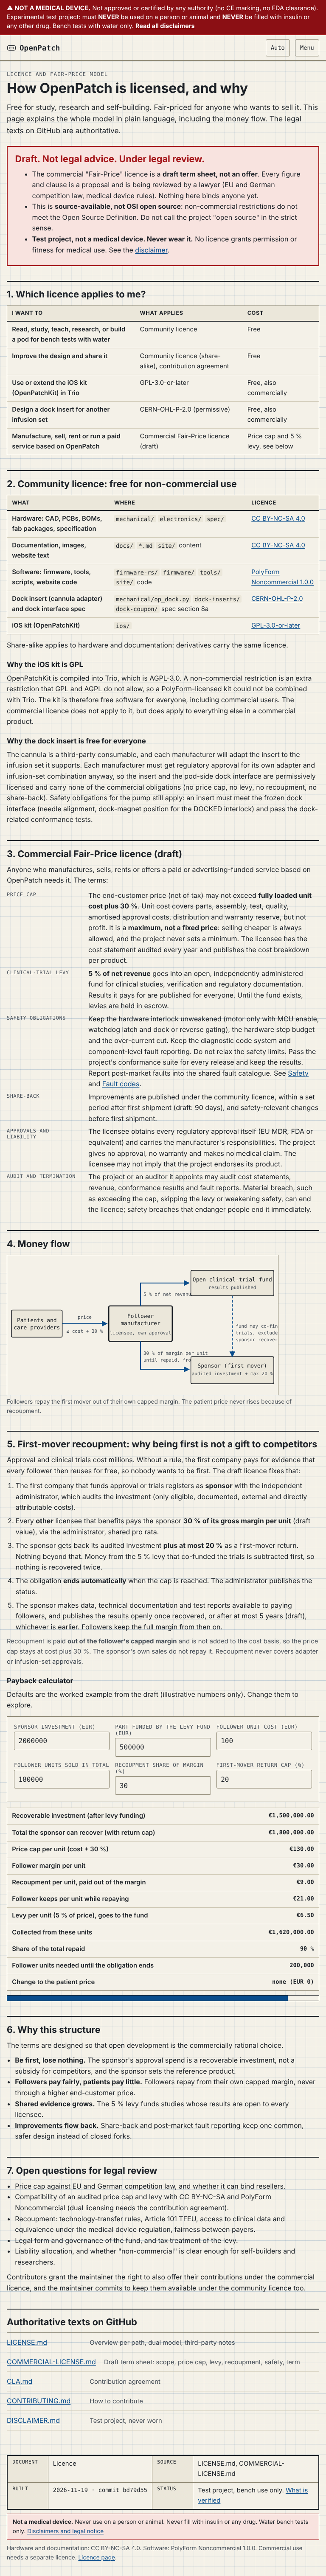 ⚠ NOT A MEDICAL DEVICE. Not approved or certified by any authority (no CE marking, no FDA clearance).
Experimental test project: must NEVER be used on a person or animal and NEVER be filled with insulin or
any other drug. Bench tests with water only. Read all disclaimers
OpenPatch
Auto
Menu
LICENCE AND FAIR-PRICE MODEL
How OpenPatch is licensed, and why
Free for study, research and self-building. Fair-priced for anyone who wants to sell it. This
page explains the whole model in plain language, including the money flow. The legal
texts on GitHub are authoritative.
Draft. Not legal advice. Under legal review.
• The commercial "Fair-Price" licence is a draft term sheet, not an offer. Every figure
and clause is a proposal and is being reviewed by a lawyer (EU and German
competition law, medical device rules). Nothing here binds anyone yet.
• This is source-available, not OSI open source: non-commercial restrictions do not
meet the Open Source Definition. Do not call the project "open source" in the strict
sense.
• Test project, not a medical device. Never wear it. No licence grants permission or
fitness for medical use. See the disclaimer.
1. Which licence applies to me?
I WANT TO WHAT APPLIES COST
Read, study, teach, research, or build Community licence Free
a pod for bench tests with water
Improve the design and share it Community licence (share- Free
alike), contribution agreement
Use or extend the iOS kit GPL-3.0-or-later Free, also
(OpenPatchKit) in Trio commercially
Design a dock insert for another CERN-OHL-P-2.0 (permissive) Free, also
infusion set commercially
Manufacture, sell, rent or run a paid Commercial Fair-Price licence Price cap and 5 %
service based on OpenPatch (draft) levy, see below
2. Community licence: free for non-commercial use
WHAT WHERE LICENCE
Hardware: CAD, PCBs, BOMs, mechanical/ electronics/ spec/ CC BY-NC-SA 4.0
fab packages, specification
Documentation, images, docs/ *.md site/ content CC BY-NC-SA 4.0
website text
Software: firmware, tools, firmware-rs/ firmware/ tools/ PolyForm
scripts, website code site/ code Noncommercial 1.0.0
Dock insert (cannula adapter) mechanical/op_dock.py dock-inserts/ CERN-OHL-P-2.0
and dock interface spec dock-coupon/ spec section 8a
iOS kit (OpenPatchKit) ios/ GPL-3.0-or-later
Share-alike applies to hardware and documentation: derivatives carry the same licence.
Why the iOS kit is GPL
OpenPatchKit is compiled into Trio, which is AGPL-3.0. A non-commercial restriction is an extra
restriction that GPL and AGPL do not allow, so a PolyForm-licensed kit could not be combined
with Trio. The kit is therefore free software for everyone, including commercial users. The
commercial licence does not apply to it, but does apply to everything else in a commercial
product.
Why the dock insert is free for everyone
The cannula is a third-party consumable, and each manufacturer will adapt the insert to the
infusion set it supports. Each manufacturer must get regulatory approval for its own adapter and
infusion-set combination anyway, so the insert and the pod-side dock interface are permissively
licensed and carry none of the commercial obligations (no price cap, no levy, no recoupment, no
share-back). Safety obligations for the pump still apply: an insert must meet the frozen dock
interface (needle alignment, dock-magnet position for the DOCKED interlock) and pass the dock-
related conformance tests.
3. Commercial Fair-Price licence (draft)
Anyone who manufactures, sells, rents or offers a paid or advertising-funded service based on
OpenPatch needs it. The terms:
PRICE CAP
The end-customer price (net of tax) may not exceed fully loaded unit
cost plus 30 %. Unit cost covers parts, assembly, test, quality,
amortised approval costs, distribution and warranty reserve, but not
profit. It is a maximum, not a fixed price: selling cheaper is always
allowed, and the project never sets a minimum. The licensee has the
cost statement audited every year and publishes the cost breakdown
per product.
CLINICAL-TRIAL LEVY
5 % of net revenue goes into an open, independently administered
fund for clinical studies, verification and regulatory documentation.
Results it pays for are published for everyone. Until the fund exists,
levies are held in escrow.
SAFETY OBLIGATIONS
Keep the hardware interlock unweakened (motor only with MCU enable,
watchdog latch and dock or reverse gating), the hardware step budget
and the over-current cut. Keep the diagnostic code system and
component-level fault reporting. Do not relax the safety limits. Pass the
project's conformance tests for every release and keep the results.
Report post-market faults into the shared fault catalogue. See Safety
and Fault codes.
SHARE-BACK
Improvements are published under the community licence, within a set
period after first shipment (draft: 90 days), and safety-relevant changes
before first shipment.
APPROVALS AND
LIABILITY
The licensee obtains every regulatory approval itself (EU MDR, FDA or
equivalent) and carries the manufacturer's responsibilities. The project
gives no approval, no warranty and makes no medical claim. The
licensee may not imply that the project endorses its product.
AUDIT AND TERMINATION
The project or an auditor it appoints may audit cost statements,
revenue, conformance results and fault reports. Material breach, such
as exceeding the cap, skipping the levy or weakening safety, can end
the licence; safety breaches that endanger people end it immediately.
4. Money flow
Patients and
care providers
price
≤ cost + 30 %
Follower
manufacturer
licensee, own approval
5 % of net revenu
Open clinical-trial fund
results published
30 % of margin per unit
until repaid, fr
fund may co-fin
trials, exclude
sponsor recover
Sponsor (first mover)
audited investment + max 20 %
Followers repay the first mover out of their own capped margin. The patient price never rises because of
recoupment.
5. First-mover recoupment: why being first is not a gift to competitors
Approval and clinical trials cost millions. Without a rule, the first company pays for evidence that
every follower then reuses for free, so nobody wants to be first. The draft licence fixes that:
1. The first company that funds approval or trials registers as sponsor with the independent
administrator, which audits the investment (only eligible, documented, external and directly
attributable costs).
2. Every other licensee that benefits pays the sponsor 30 % of its gross margin per unit (draft
value), via the administrator, shared pro rata.
3. The sponsor gets back its audited investment plus at most 20 % as a first-mover return.
Nothing beyond that. Money from the 5 % levy that co-funded the trials is subtracted first, so
nothing is recovered twice.
4. The obligation ends automatically when the cap is reached. The administrator publishes the
status.
5. The sponsor makes data, technical documentation and test reports available to paying
followers, and publishes the results openly once recovered, or after at most 5 years (draft),
whichever is earlier. Followers keep the full margin from then on.
Recoupment is paid out of the follower's capped margin and is not added to the cost basis, so the price
cap stays at cost plus 30 %. The sponsor's own sales do not repay it. Recoupment never covers adapter
or infusion-set approvals.
Payback calculator
Defaults are the worked example from the draft (illustrative numbers only). Change them to
explore.
SPONSOR INVESTMENT (EUR)
2000000
PART FUNDED BY THE LEVY FUND
(EUR)
500000
FOLLOWER UNIT COST (EUR)
100
FOLLOWER UNITS SOLD IN TOTAL
180000
RECOUPMENT SHARE OF MARGIN
(%)
30
FIRST-MOVER RETURN CAP (%)
20
Recoverable investment (after levy funding) €1,500,000.00
Total the sponsor can recover (with return cap) €1,800,000.00
Price cap per unit (cost + 30 %) €130.00
Follower margin per unit €30.00
Recoupment per unit, paid out of the margin €9.00
Follower keeps per unit while repaying €21.00
Levy per unit (5 % of price), goes to the fund €6.50
Collected from these units €1,620,000.00
Share of the total repaid 90 %
Follower units needed until the obligation ends 200,000
Change to the patient price none (EUR 0)
6. Why this structure
The terms are designed so that open development is the commercially rational choice.
• Be first, lose nothing. The sponsor's approval spend is a recoverable investment, not a
subsidy for competitors, and the sponsor sets the reference product.
• Followers pay fairly, patients pay little. Followers repay from their own capped margin, never
through a higher end-customer price.
• Shared evidence grows. The 5 % levy funds studies whose results are open to every
licensee.
• Improvements flow back. Share-back and post-market fault reporting keep one common,
safer design instead of closed forks.
7. Open questions for legal review
• Price cap against EU and German competition law, and whether it can bind resellers.
• Compatibility of an audited price cap and levy with CC BY-NC-SA and PolyForm
Noncommercial (dual licensing needs the contribution agreement).
• Recoupment: technology-transfer rules, Article 101 TFEU, access to clinical data and
equivalence under the medical device regulation, fairness between payers.
• Legal form and governance of the fund, and tax treatment of the levy.
• Liability allocation, and whether "non-commercial" is clear enough for self-builders and
researchers.
Contributors grant the maintainer the right to also offer their contributions under the commercial
licence, and the maintainer commits to keep them available under the community licence too.
Authoritative texts on GitHub
LICENSE.md Overview per path, dual model, third-party notes
COMMERCIAL-LICENSE.md Draft term sheet: scope, price cap, levy, recoupment, safety, term
CLA.md Contribution agreement
CONTRIBUTING.md How to contribute
DISCLAIMER.md Test project, never worn
DOCUMENT Licence SOURCE LICENSE.md, COMMERCIAL-
LICENSE.md
BUILT 2026-11-19 · commit bd79d55 STATUS Test project, bench use only. What is
verified
Not a medical device. Never use on a person or animal. Never fill with insulin or any drug. Water bench tests
only. Disclaimers and legal notice
Hardware and documentation: CC BY-NC-SA 4.0. Software: PolyForm Noncommercial 1.0.0. Commercial use
needs a separate licence. Licence page.